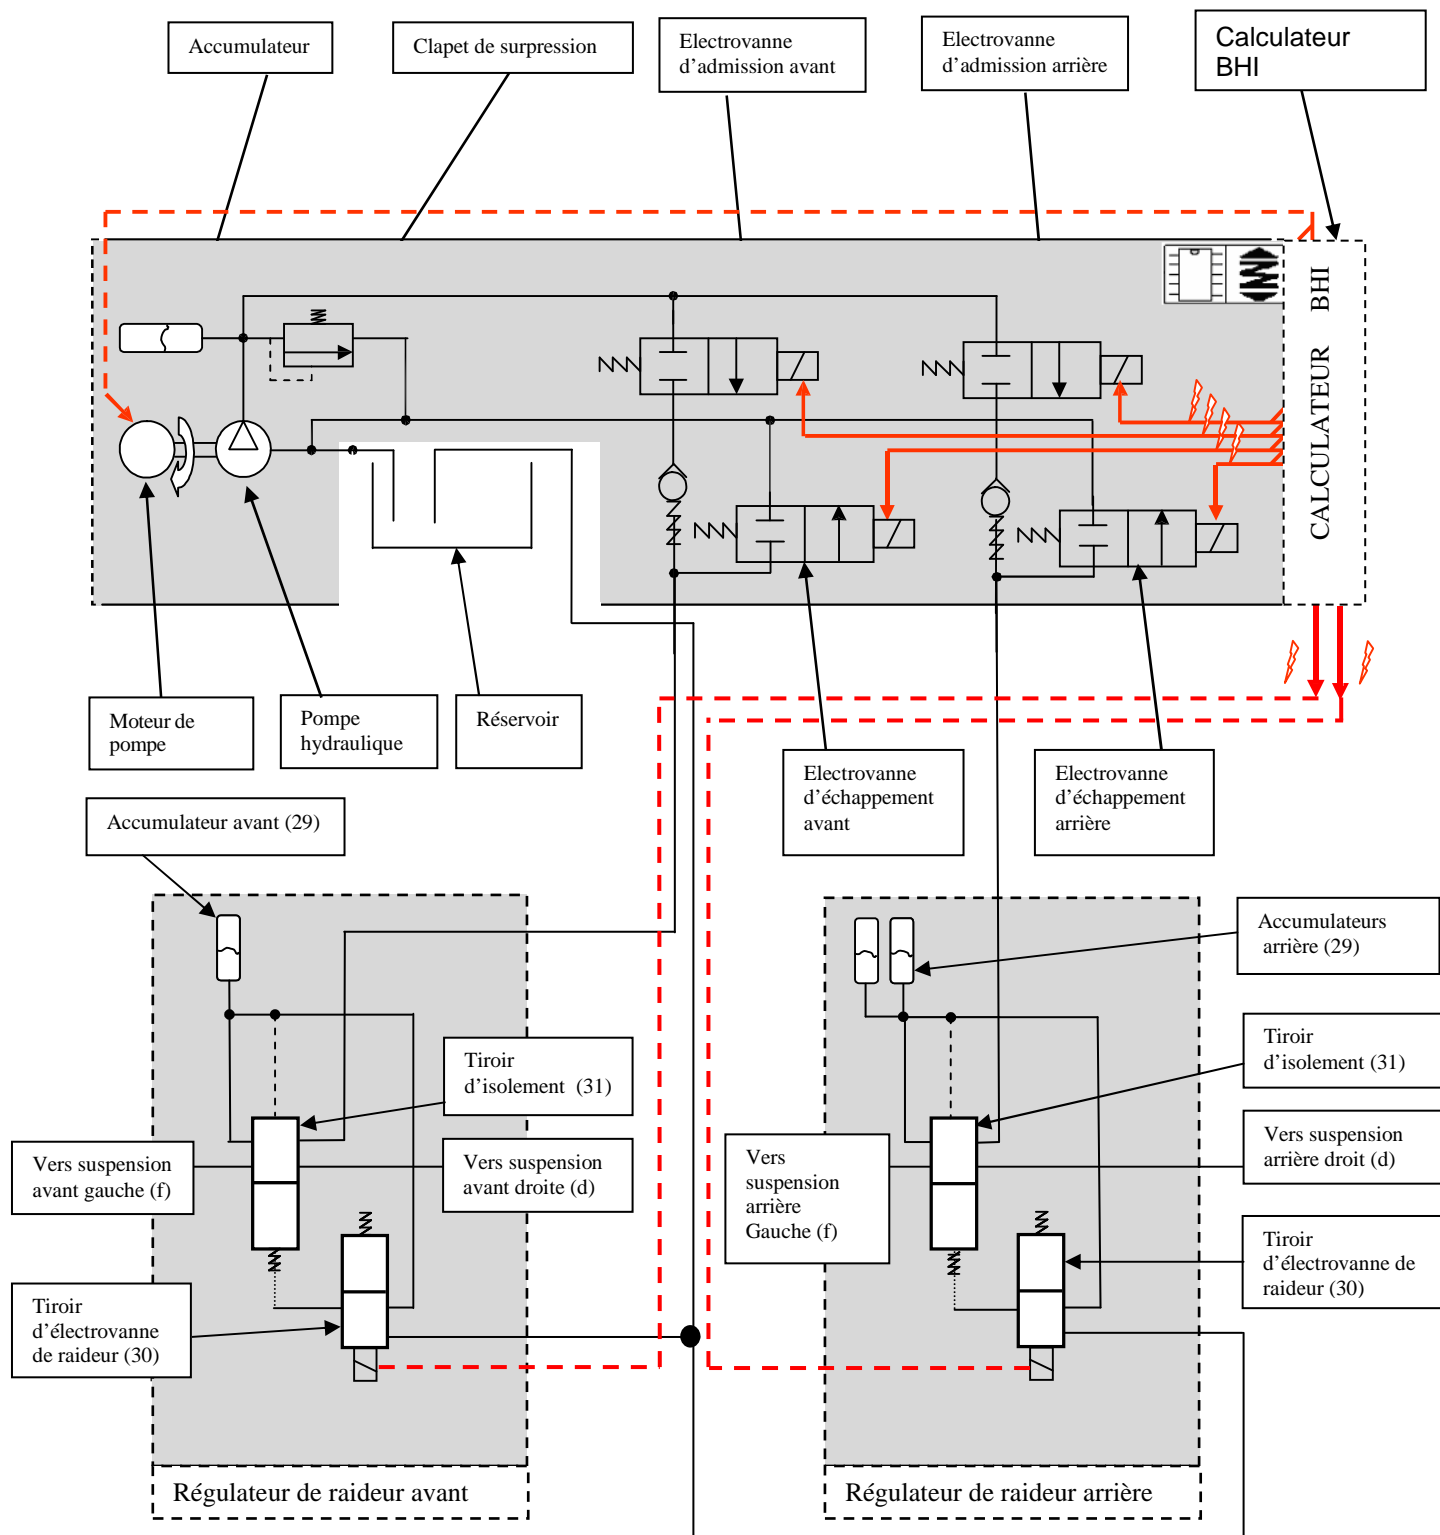 Accumulateur
Clapet de surpression
Electrovanne
d’admission avant
Electrovanne
d’admission arrière
Calculateur
BHI
CALCULATEUR BHI
Moteur de
pompe
Pompe
hydraulique
Réservoir
Electrovanne
d’échappement
avant
Electrovanne
d’échappement
arrière
Accumulateur avant (29)
Accumulateurs
arrière (29)
Tiroir
d’isolement (31)
Tiroir
d’isolement (31)
Vers suspension
avant gauche (f)
Vers suspension
avant droite (d)
Vers
suspension
arrière
Gauche (f)
Vers suspension
arrière droit (d)
Tiroir
d’électrovanne
de raideur (30)
Tiroir
d’électrovanne de
raideur (30)
Régulateur de raideur avant
Régulateur de raideur arrière